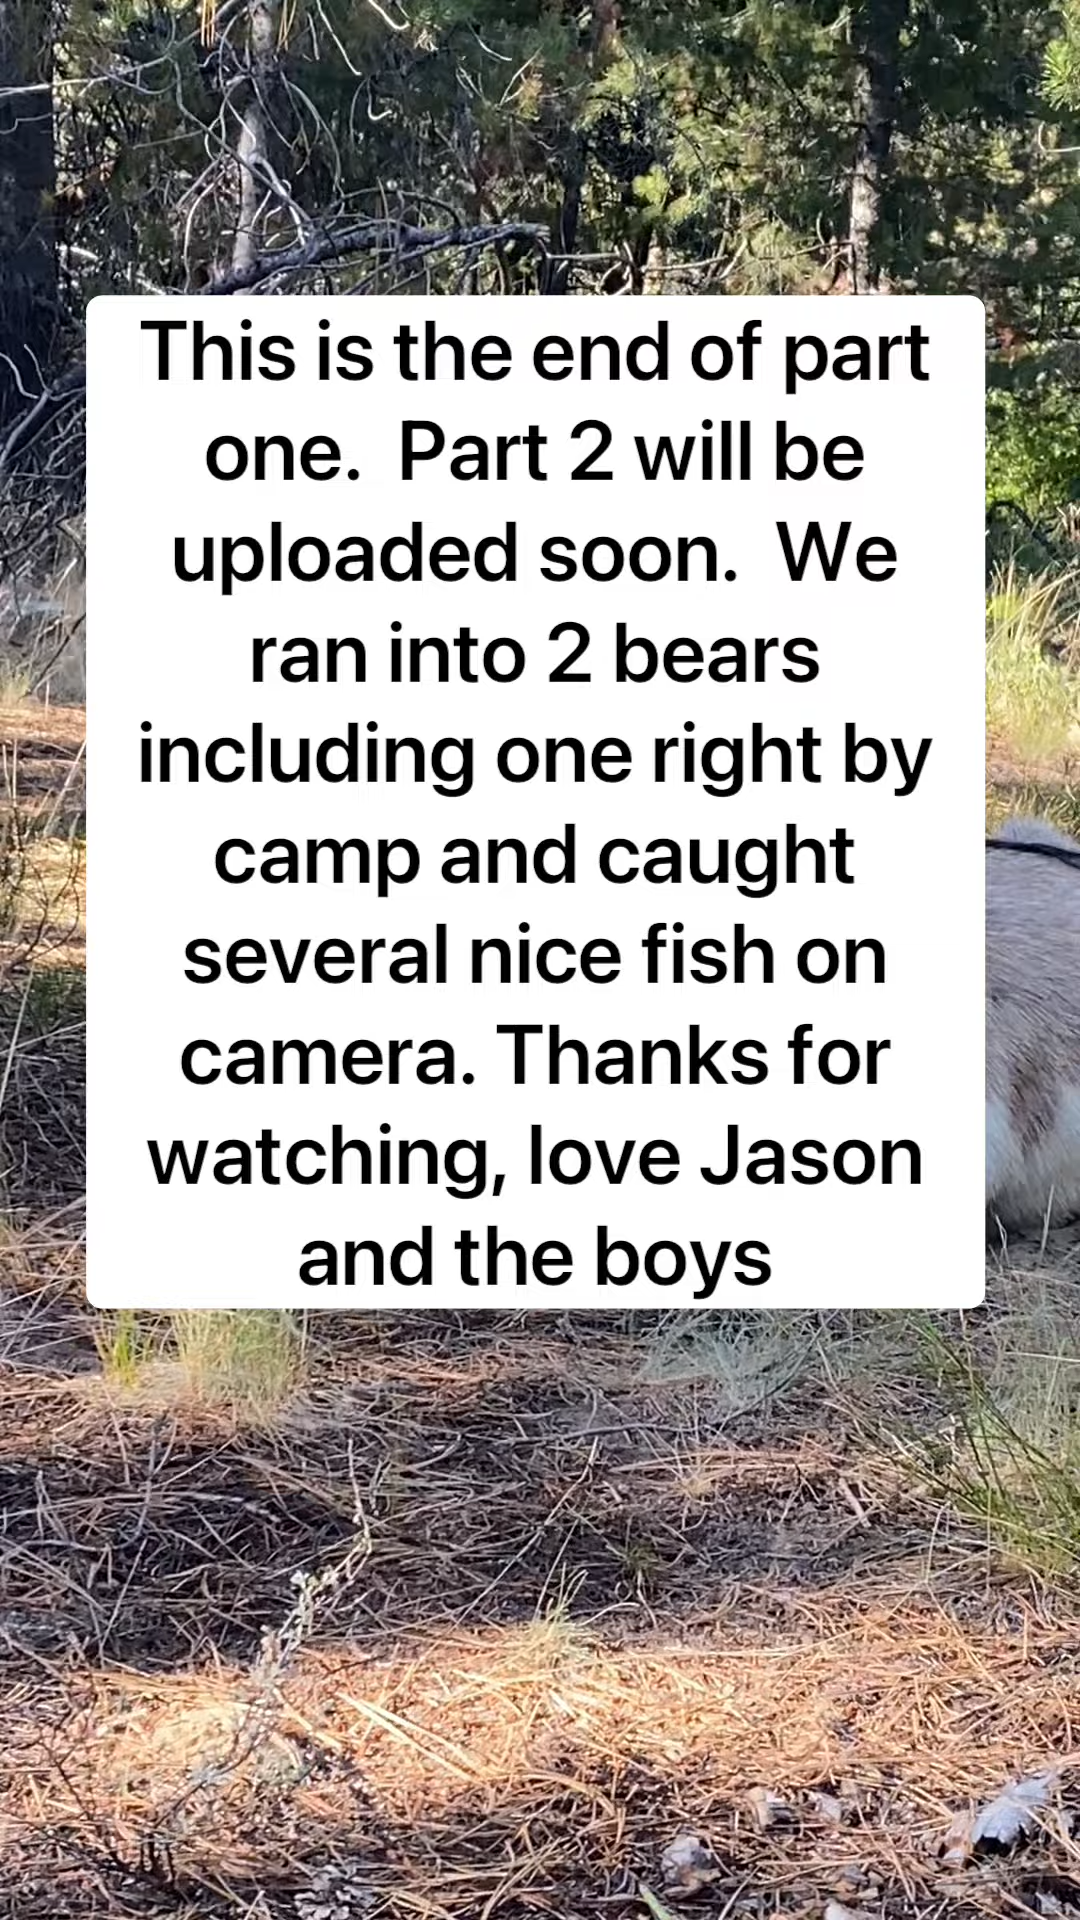 This is the end of part
one.  Part 2 will be
uploaded soon.  We
ran into 2 bears
including one right by
camp and caught
several nice fish on
camera. Thanks for
watching, love Jason
and the boys